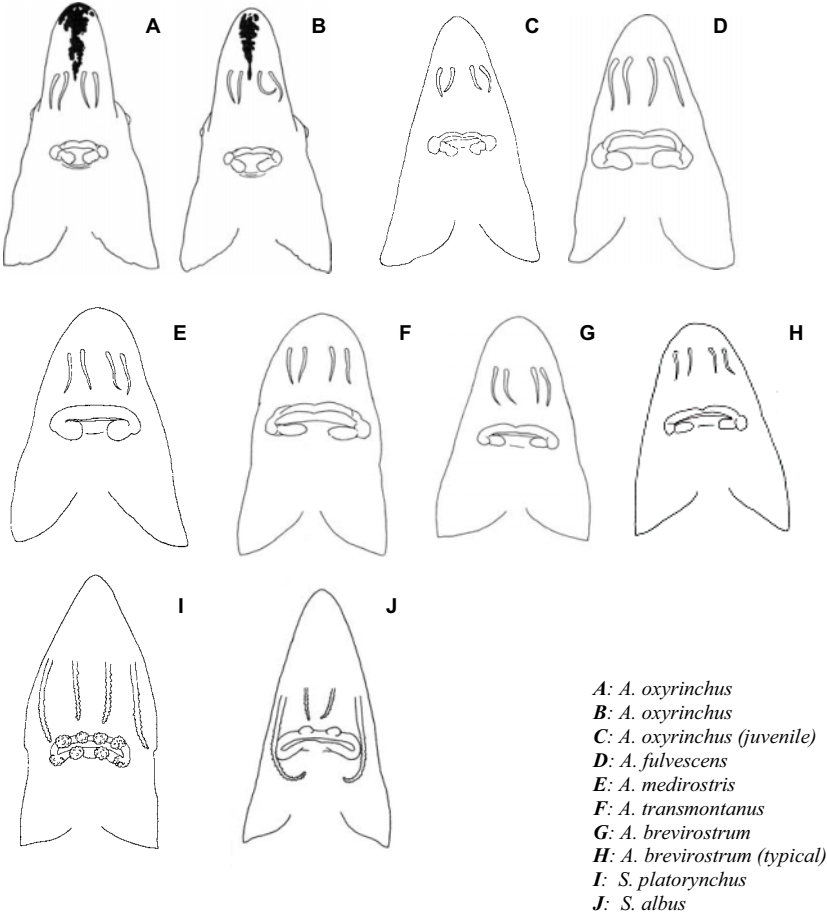 A
B
C
D
E
F
G
H
I
J
A: A. oxyrinchus
B: A. oxyrinchus
C: A. oxyrinchus (juvenile)
D: A. fulvescens
E: A. medirostris
F: A. transmontanus
G: A. brevirostrum
H: A. brevirostrum (typical)
I: S. platorynchus
J: S. albus